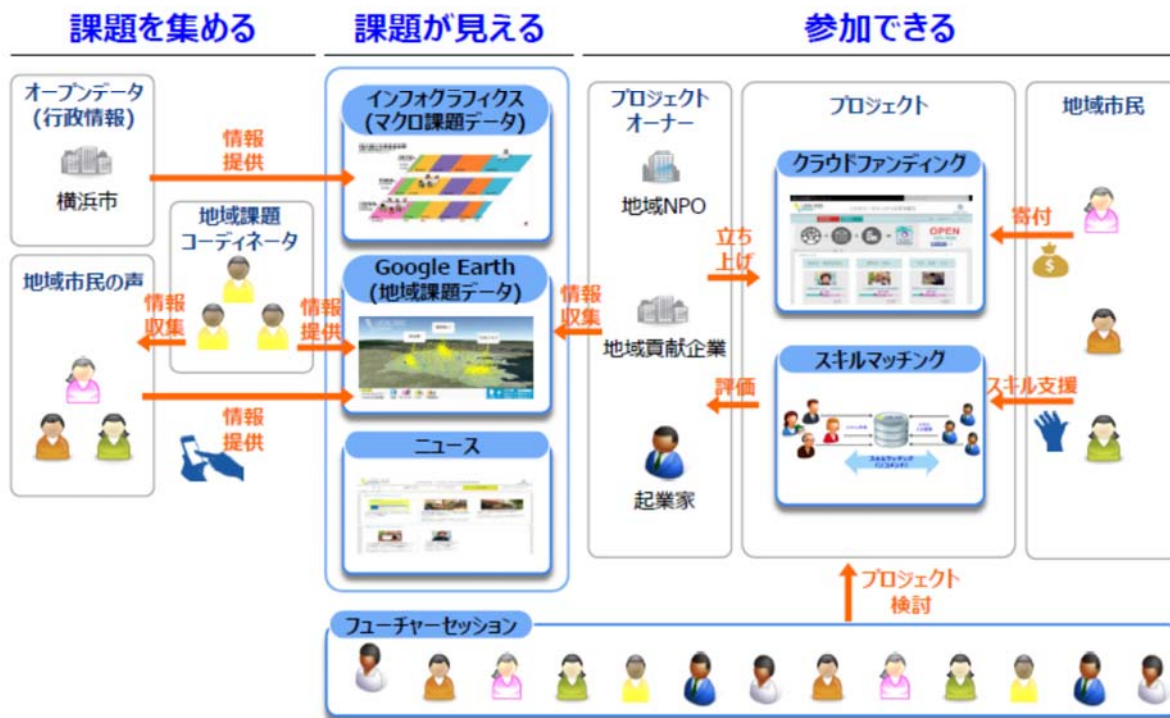 課題を集める
課題が見える
参加できる
オープンデータ
(行政情報)
横浜市
情報
提供
地域課題
コーディネータ
地域市民の声
情報
収集
情報
提供
情報
提供
インフォグラフィクス
(マクロ課題データ)
Google Earth
(地域課題データ)
ニュース
情報
収集
プロジェクト
オーナー
地域NPO
地域貢献企業
起業家
立ち
上げ
評価
プロジェクト
クラウドファンディング
OPEN
スキルマッチング
スキルマッチング
地域市民
寄付
$
スキル支援
プロジェクト
検討
フューチャーセッション